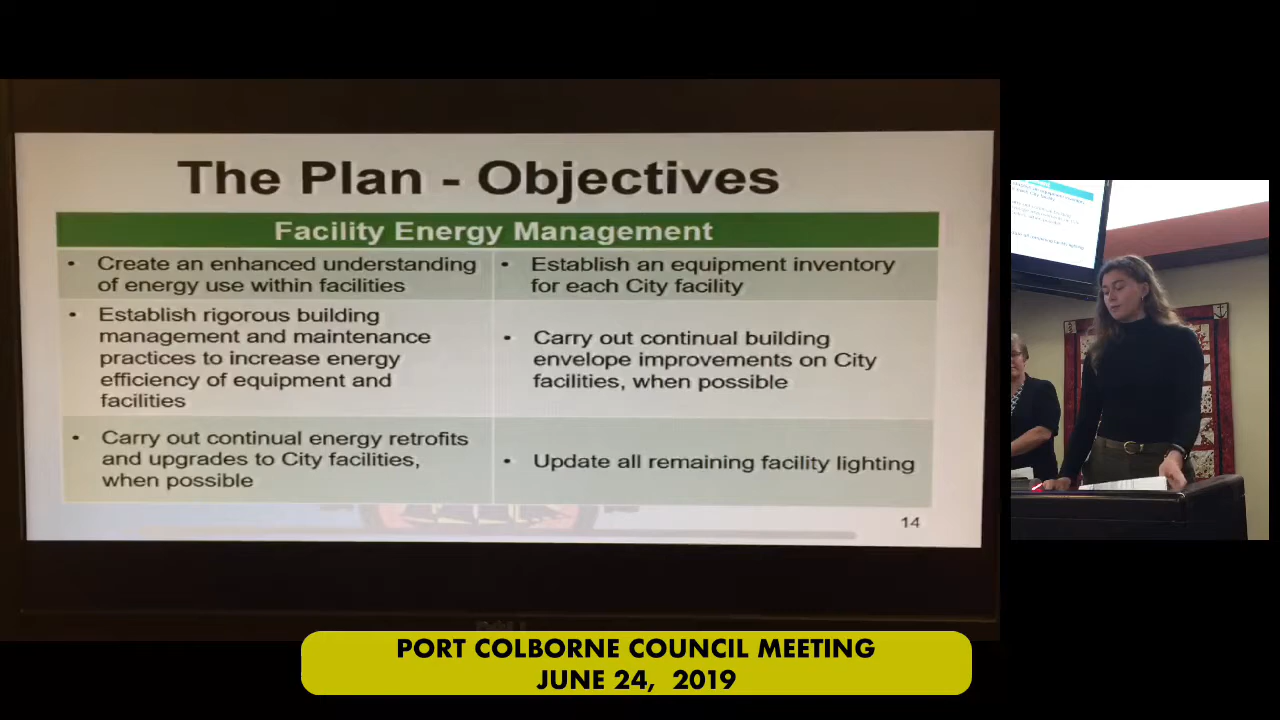 The Plan - Objectives
Facility Energy Management
• Create an enhanced understanding
of energy use within facilities
• Establish an equipment inventory
for each City facility
• Establish rigorous building
management and maintenance
practices to increase energy
efficiency of equipment and
facilities
• Carry out continual building
envelope improvements on City
facilities, when possible
• Carry out continual energy retrofits
and upgrades to City facilities,
when possible
• Update all remaining facility lighting
14
PORT COLBORNE COUNCIL MEETING
JUNE 24, 2019